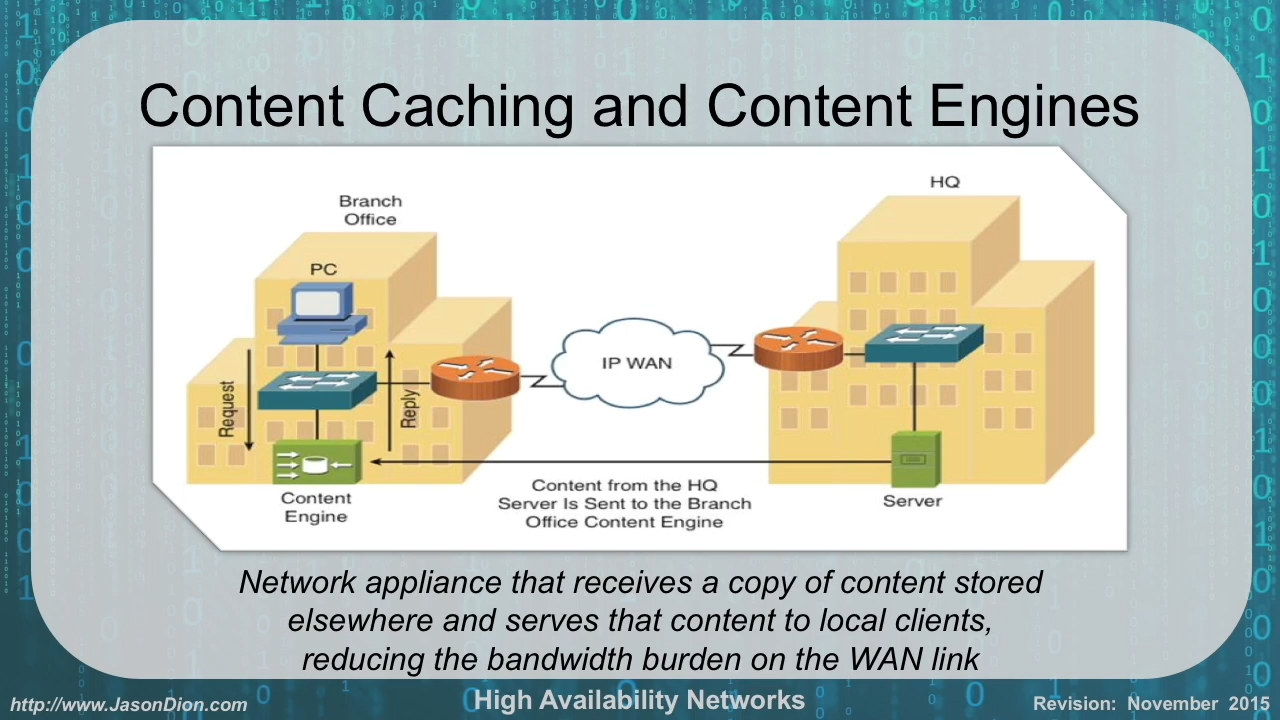 Content Caching and Content Engines
HQ
Branch
Office
PC
IP WAN
Request
Reply
Content
Engine
Content from the HQ
Server Is Sent to the Branch
Office Content Engine
Server
Network appliance that receives a copy of content stored
elsewhere and serves that content to local clients,
reducing the bandwidth burden on the WAN link
http://www.JasonDion.com
High Availability Networks
Revision: November 2015